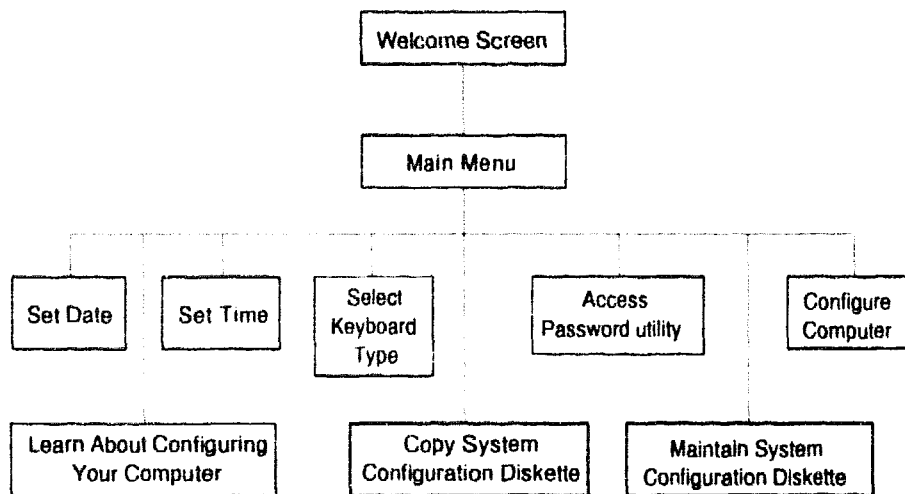 Welcome Screen
Main Menu
Set Date
Set Time
Select
Keyboard
Type
Access
Password utility
Configure
Computer
Learn About Configuring
Your Computer
Copy System
Configuration Diskette
Maintain System
Configuration Diskette